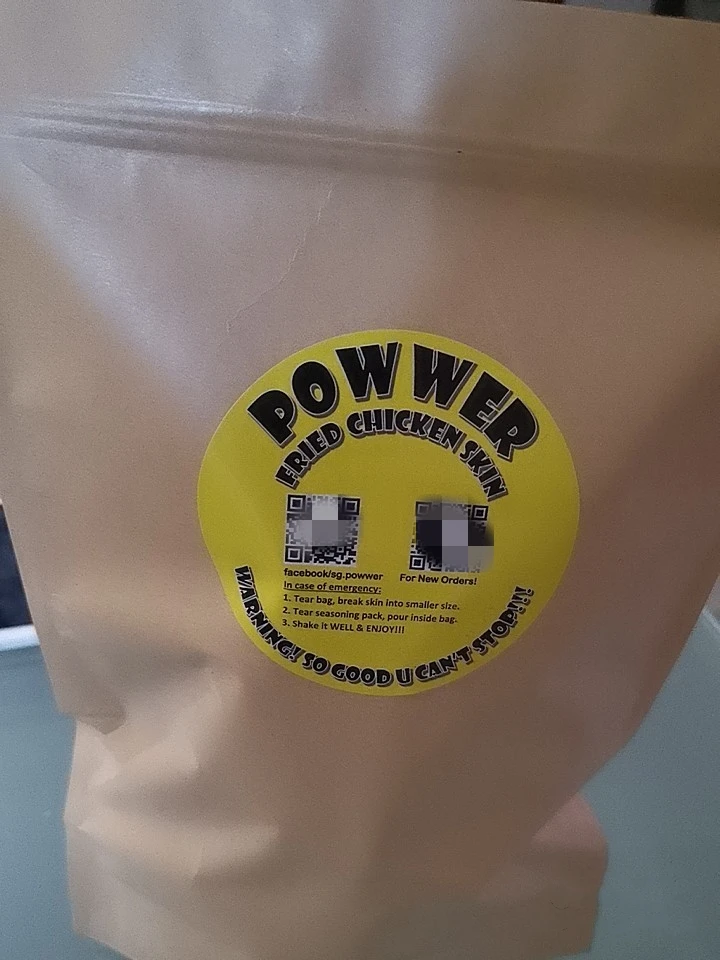 POWWER
FRIED CHICKEN SKIN
facebook/sg.powwer
For New Orders!
In case of emergency:
1. Tear bag, break skin into smaller size.
2. Tear seasoning pack, pour inside bag.
3. Shake it WELL & ENJOY!!!
WARNING! SO GOOD U CAN'T STOP!!!